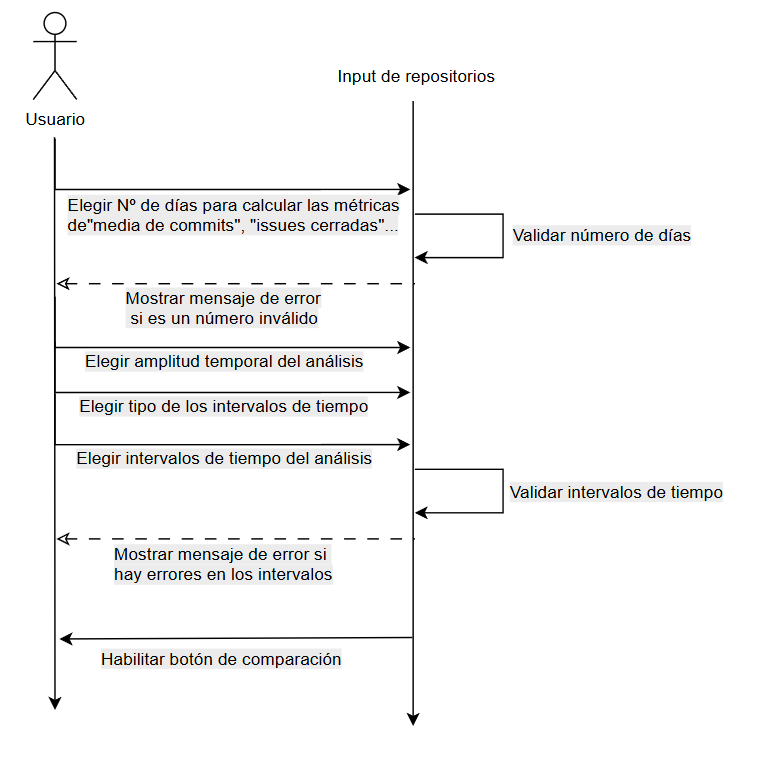 Input de repositorios
Usuario
Elegir Nº de días para calcular las métricas
de"media de commits", "issues cerradas"...
Validar número de días
Mostrar mensaje de error
si es un número inválido
Elegir amplitud temporal del análisis
Elegir tipo de los intervalos de tiempo
Elegir intervalos de tiempo del análisis
Validar intervalos de tiempo
Mostrar mensaje de error si
hay errores en los intervalos
Habilitar botón de comparación